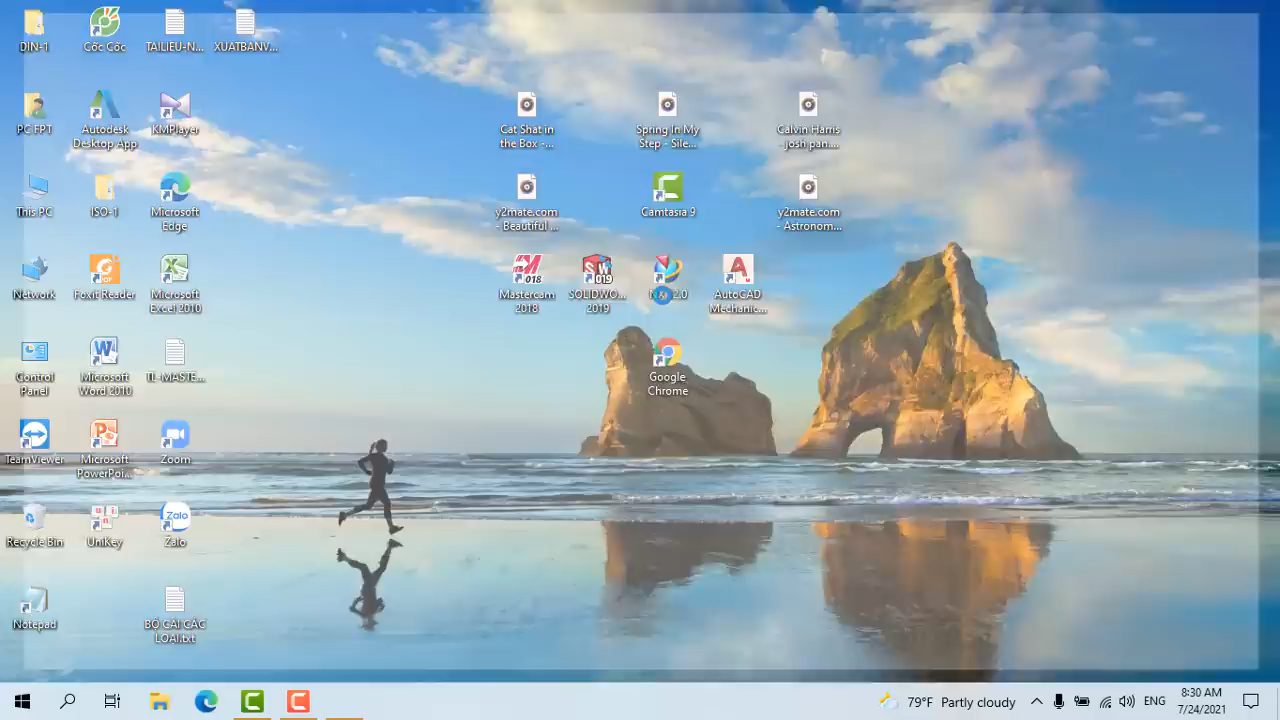 DIN-1
Cốc Cốc
TAILIEU-N...
XUATBANV...
PC FPT
Autodesk
Desktop App
KMPlayer
Cat Shat in
the Box -...
Spring In My
Step - Sile...
Calvin Harris
- josh pan....
This PC
ISO-1
Microsoft
Edge
y2mate.com
- Beautiful ...
Camtasia 9
y2mate.com
- Astronom...
Network
Foxit Reader
Microsoft
Excel 2010
Mastercam
2018
SOLIDWO...
2019
AutoCAD
Mechanic...
Control
Panel
Microsoft
Word 2010
TL-MASTE...
Google
Chrome
TeamViewer
Microsoft
PowerPoi...
Zoom
Recycle Bin
UniKey
Zalo
Notepad
BỘ CÀI CÁC
LOẠI.txt
79°F Partly cloudy
ENG
8:30 AM
7/24/2021